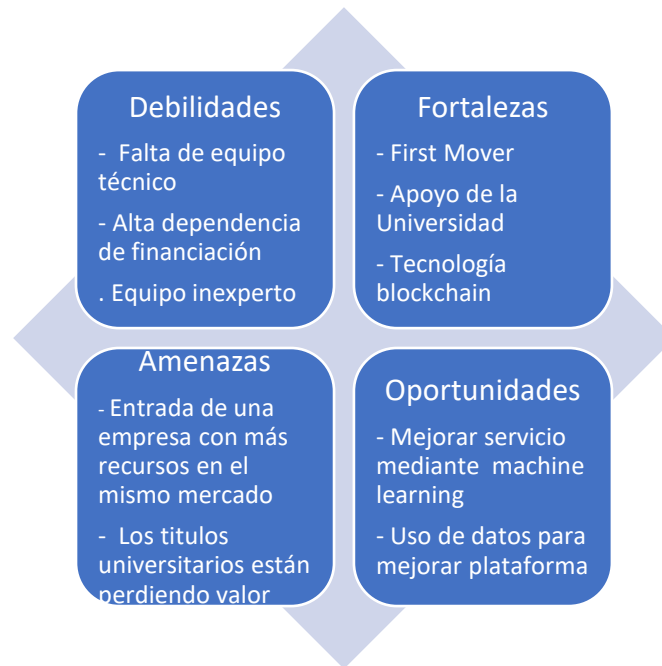 Debilidades
- Falta de equipo
técnico
- Alta dependencia
de financiación
. Equipo inexperto
Fortalezas
- First Mover
- Apoyo de la
Universidad
- Tecnología
blockchain
Amenazas
- Entrada de una
empresa con más
recursos en el
mismo mercado
- Los titulos
universitarios están
perdiendo valor
Oportunidades
- Mejorar servicio
mediante machine
learning
- Uso de datos para
mejorar plataforma